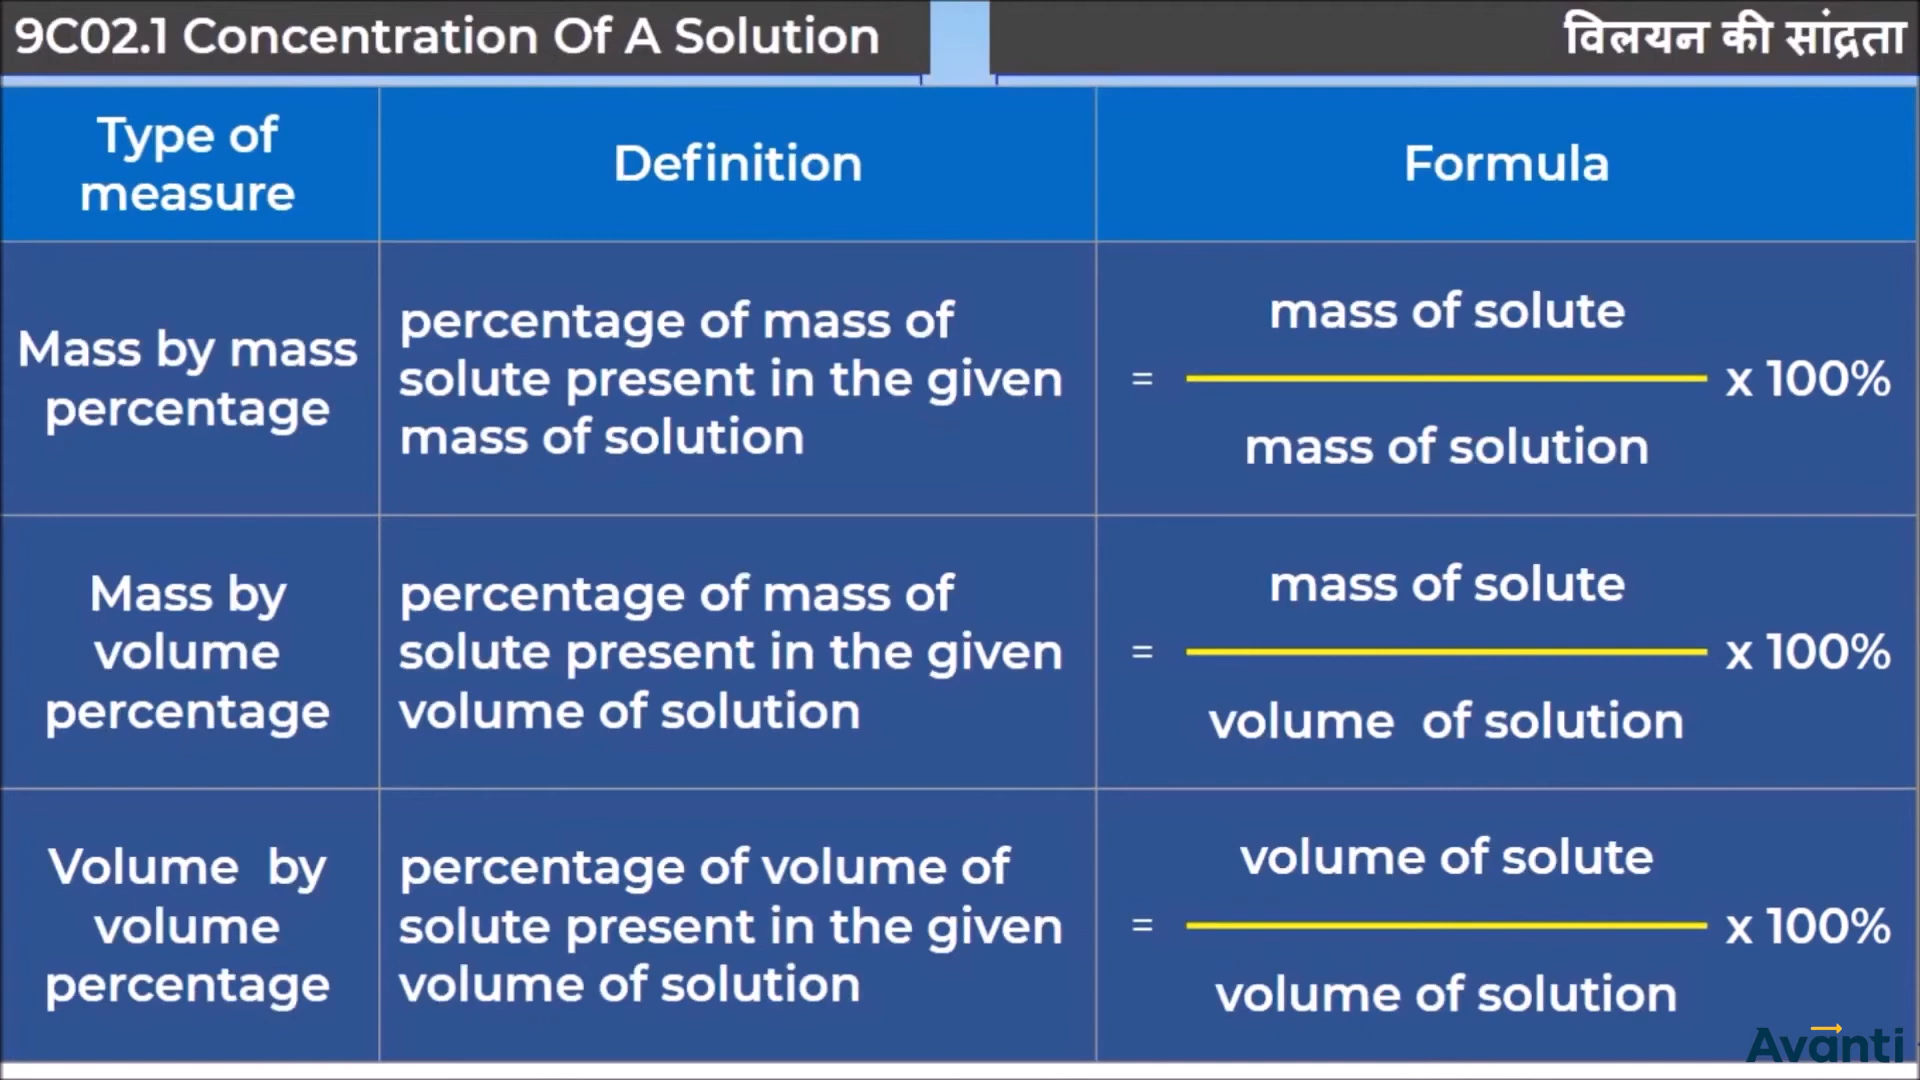 9C02.1 Concentration Of A Solution
विलयन की सांद्रता
Type of
measure
Definition
Formula
Mass by mass
percentage
percentage of mass of
solute present in the given
mass of solution
mass of solute
= x 100%
mass of solution
Mass by
volume
percentage
percentage of mass of
solute present in the given
volume of solution
mass of solute
= x 100%
volume of solution
Volume by
volume
percentage
percentage of volume of
solute present in the given
volume of solution
volume of solute
= x 100%
volume of solution
Avanti